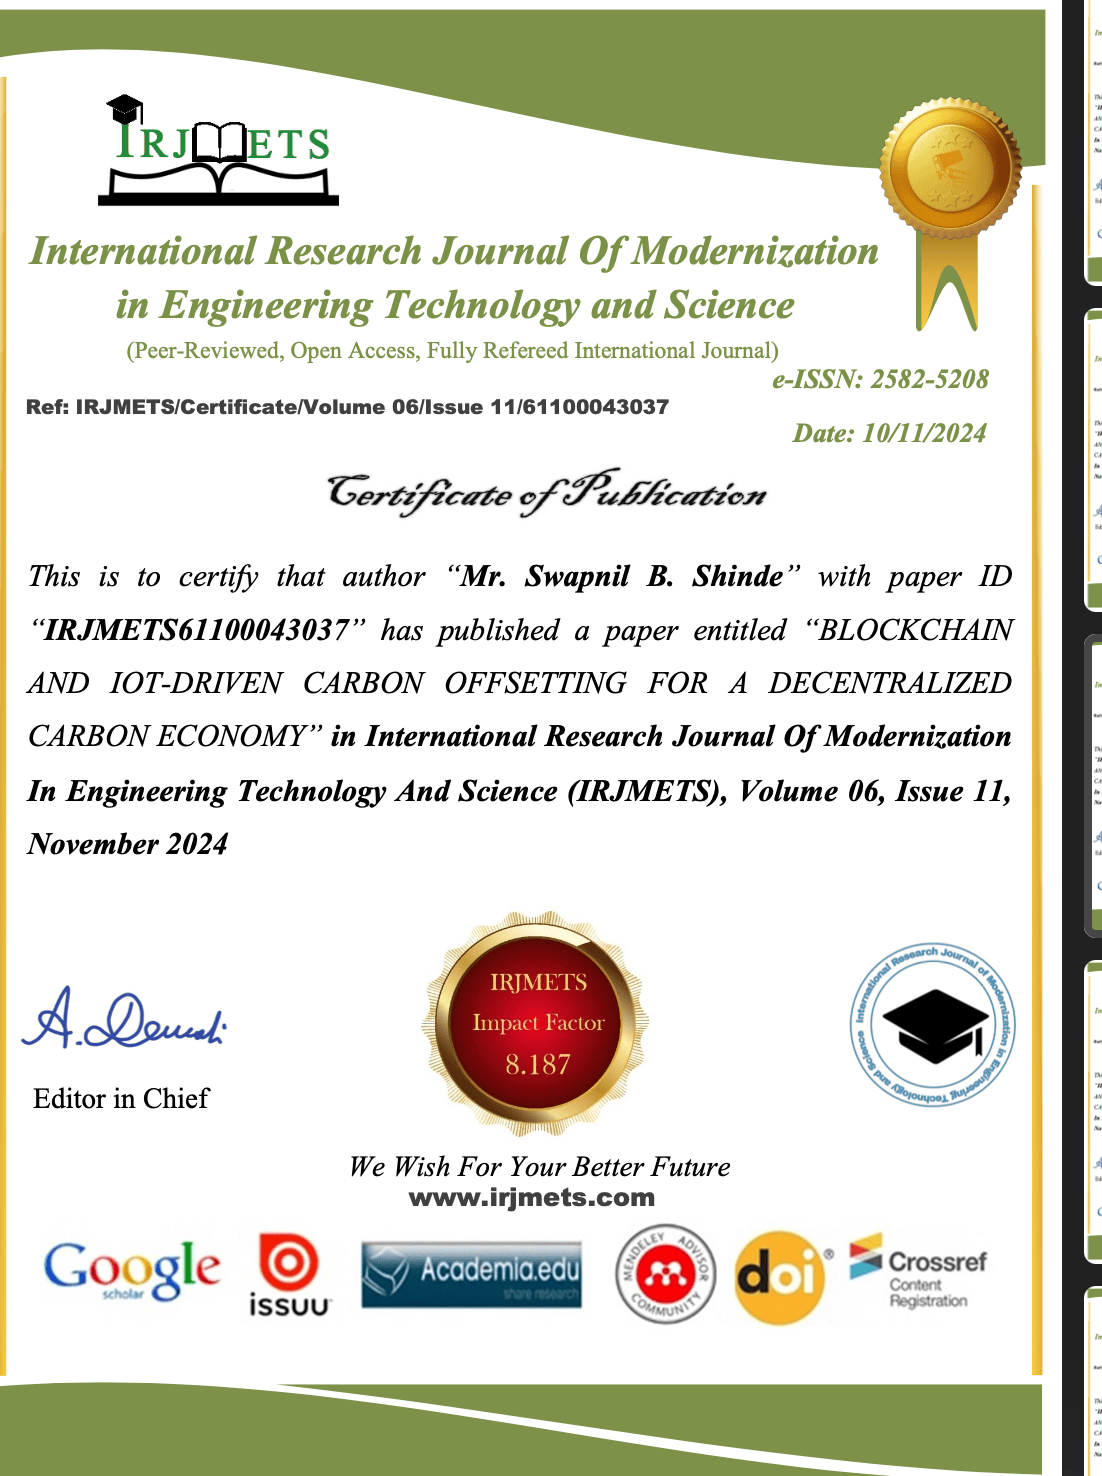 IRJMETS
International Research Journal Of Modernization
in Engineering Technology and Science
(Peer-Reviewed, Open Access, Fully Refereed International Journal)
e-ISSN: 2582-5208
Ref: IRJMETS/Certificate/Volume 06/Issue 11/61100043037
Date: 10/11/2024
Certificate of Publication
This is to certify that author “Mr. Swapnil B. Shinde” with paper ID
“IRJMETS61100043037” has published a paper entitled “BLOCKCHAIN
AND IOT-DRIVEN CARBON OFFSETTING FOR A DECENTRALIZED
CARBON ECONOMY” in International Research Journal Of Modernization
In Engineering Technology And Science (IRJMETS), Volume 06, Issue 11,
November 2024
Editor in Chief
IRJMETS
Impact Factor
8.187
International Research Journal of Modernization in Engineering Technology and Science
We Wish For Your Better Future
www.irjmets.com
Google
scholar
issuu
Academia.edu
share research
MENDELEY ADVISOR
COMMUNITY
doi®
Crossref
Content
Registration